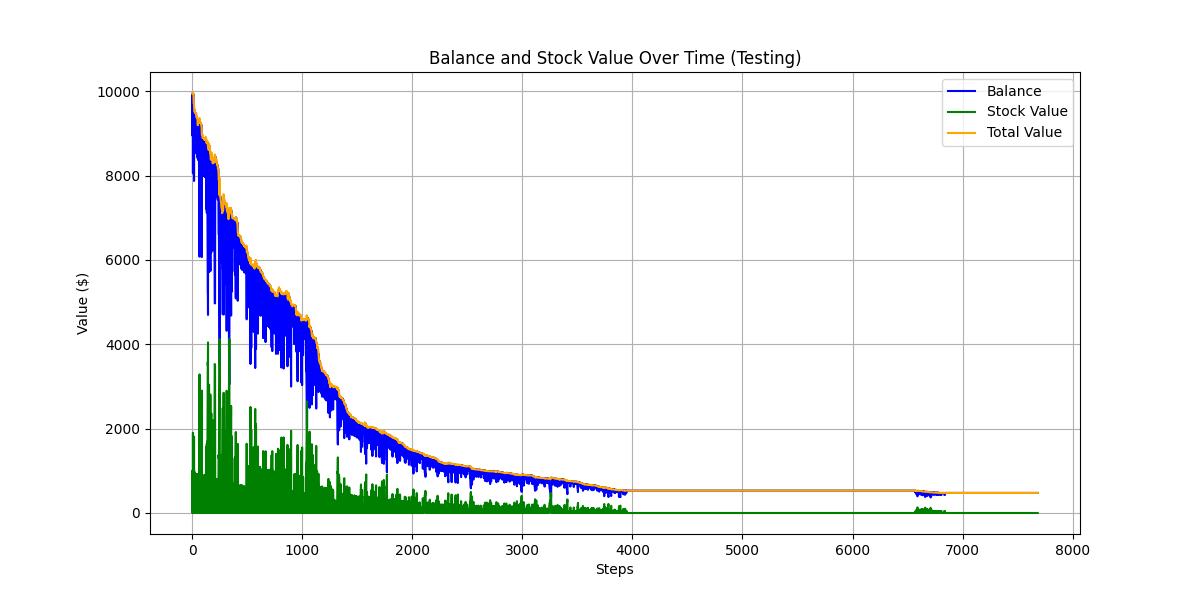 Balance and Stock Value Over Time (Testing)
Balance
Stock Value
Total Value
Value ($)
10000
8000
6000
4000
2000
0
0 1000 2000 3000 4000 5000 6000 7000 8000
Steps